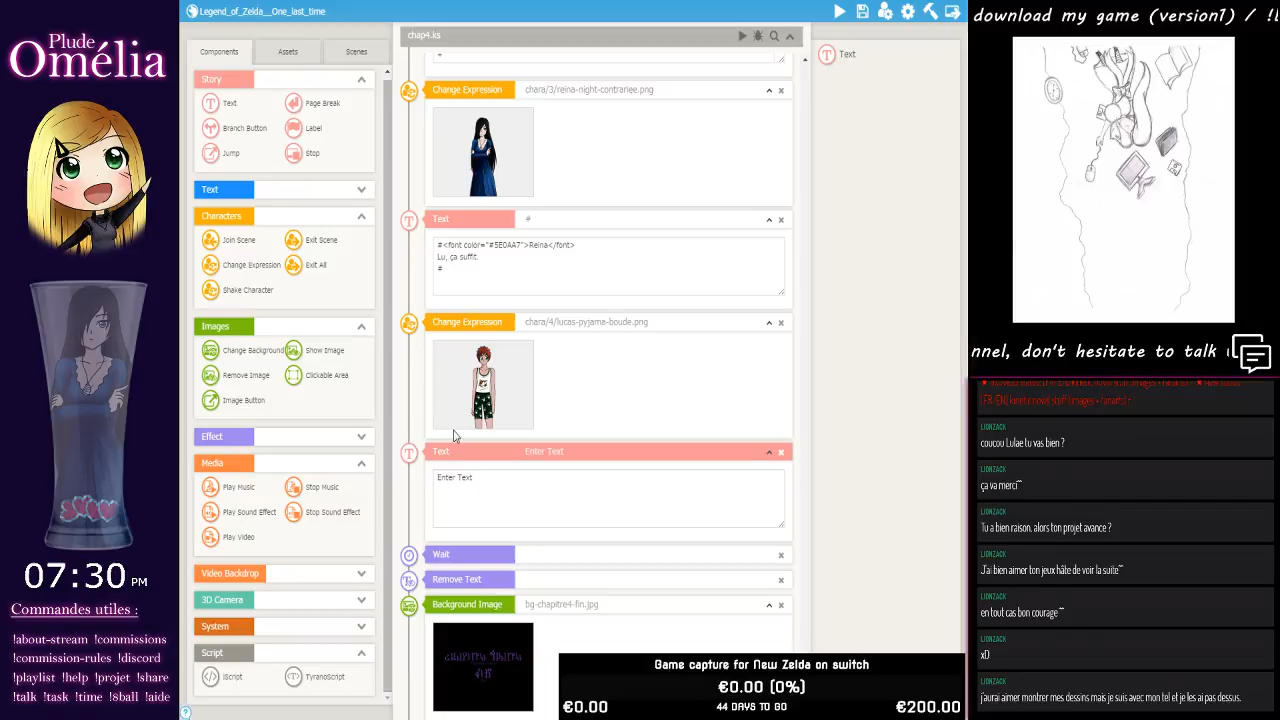 Plude
Omélia
07:30 PM
Commandes utiles :
!about-stream !commissions
!commission-rules !discord
!playlist !help !projet !share
!talk !task !time !8ball !aide
Legend_of_Zelda__One_last_time
Components
Assets
Scenes
Story
Text
Page Break
Branch Button
Label
Jump
Stop
Text
Characters
Join Scene
Exit Scene
Change Expression
Exit All
Shake Character
Images
Change Background
Show Image
Remove Image
Clickable Area
Image Button
Effect
Media
Play Music
Stop Music
Play Sound Effect
Stop Sound Effect
Play Video
Video Backdrop
3D Camera
System
Script
IScript
TyranoScript
chap4.ks
Change Expression
chara/3/reina-night-contrariee.png
Text
#
#<font color="#5E0AA7">Reina</font>
Lu, ça suffit.
#
Change Expression
chara/4/lucas-pyjama-boude.png
Text
Enter Text
Enter Text
Wait
Remove Text
Background Image
bg-chapitre4-fin.jpg
Text
Game capture for New Zelda on switch
€0.00 (0%)
€0.00
44 DAYS TO GO
€200.00
download my game (version1) / !
nnel, don't hesitate to talk
[FR-EN] kinetic novel stuff (images + fanarts) r
LIONZACK
coucou Lulae tu vas bien ?
LIONZACK
ça va merci^^
LIONZACK
Tu a bien raison. alors ton projet avance ?
LIONZACK
J'ai bien aimer ton jeux hâte de voir la suite^^
LIONZACK
en tout cas bon courage ^^
LIONZACK
xD
LIONZACK
j'aurai aimer montrer mes dessins mais je suis avec mon tel et je les ai pas dessus.